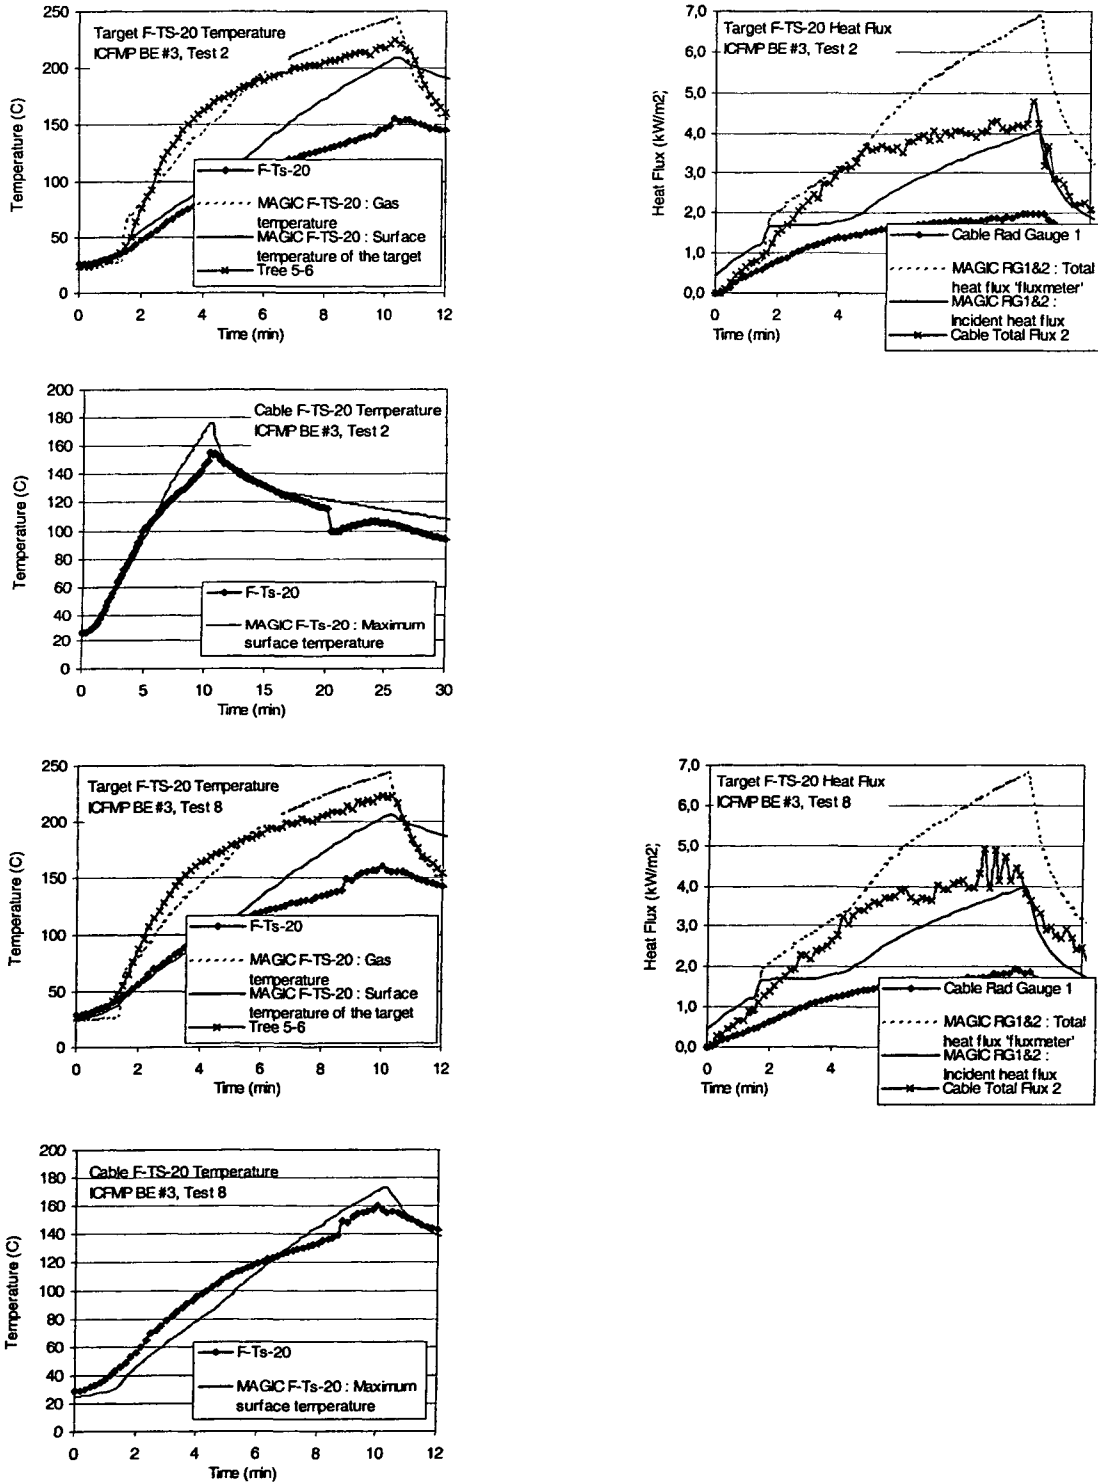 Target F-TS-20 Temperature
ICFMP BE #3, Test 2
Temperature (C)
250
200
150
100
50
0
F-Ts-20
MAGIC F-TS-20 : Gas
temperature
MAGIC F-TS-20 : Surface
temperature of the target
Tree 5-6
0 2 4 6 8 10 12
Time (min)
Target F-TS-20 Heat Flux
ICFMP BE #3, Test 2
Heat Flux (kW/m2)
7,0
6,0
5,0
4,0
3,0
2,0
1,0
0,0
Cable Rad Gauge 1
MAGIC RG1&2 : Total
heat flux 'fluxmeter'
MAGIC RG1&2 :
Incident heat flux
Cable Total Flux 2
0 2 4
Time (min)
Cable F-TS-20 Temperature
ICFMP BE #3, Test 2
Temperature (C)
200
180
160
140
120
100
80
60
40
20
0
F-Ts-20
MAGIC F-Ts-20 : Maximum
surface temperature
0 5 10 15 20 25 30
Time (min)
Target F-TS-20 Temperature
ICFMP BE #3, Test 8
Temperature (C)
250
200
150
100
50
0
F-Ts-20
MAGIC F-TS-20 : Gas
temperature
MAGIC F-TS-20 : Surface
temperature of the target
Tree 5-6
0 2 4 6 8 10 12
Time (min)
Target F-TS-20 Heat Flux
ICFMP BE #3, Test 8
Heat Flux (kW/m2)
7,0
6,0
5,0
4,0
3,0
2,0
1,0
0,0
Cable Rad Gauge 1
MAGIC RG1&2 : Total
heat flux 'fluxmeter'
MAGIC RG1&2 :
Incident heat flux
Cable Total Flux 2
0 2 4
Time (min)
Cable F-TS-20 Temperature
ICFMP BE #3, Test 8
Temperature (C)
200
180
160
140
120
100
80
60
40
20
0
F-Ts-20
MAGIC F-Ts-20 : Maximum
surface temperature
0 2 4 6 8 10 12
Time (min)